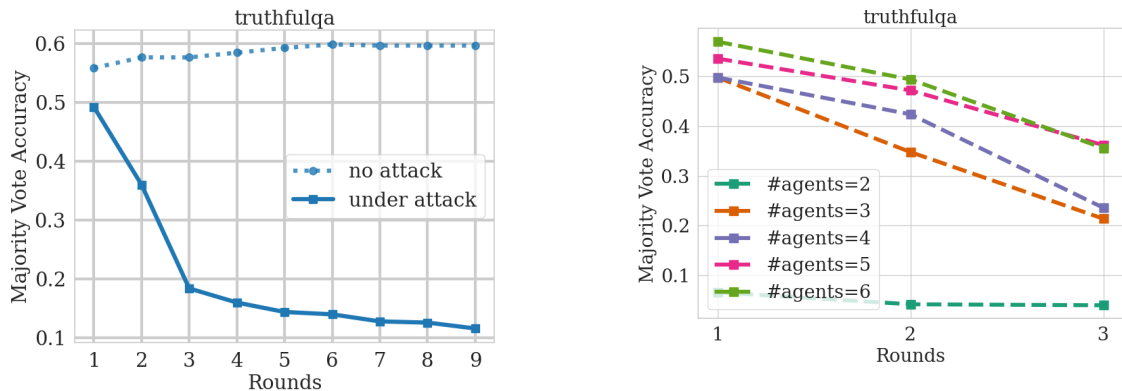 truthfulqa
Majority Vote Accuracy
0.6
0.5
0.4
0.3
0.2
0.1
no attack
under attack
1 2 3 4 5 6 7 8 9
Rounds
truthfulqa
Majority Vote Accuracy
0.5
0.4
0.3
0.2
0.1
#agents=2
#agents=3
#agents=4
#agents=5
#agents=6
1 2 3
Rounds